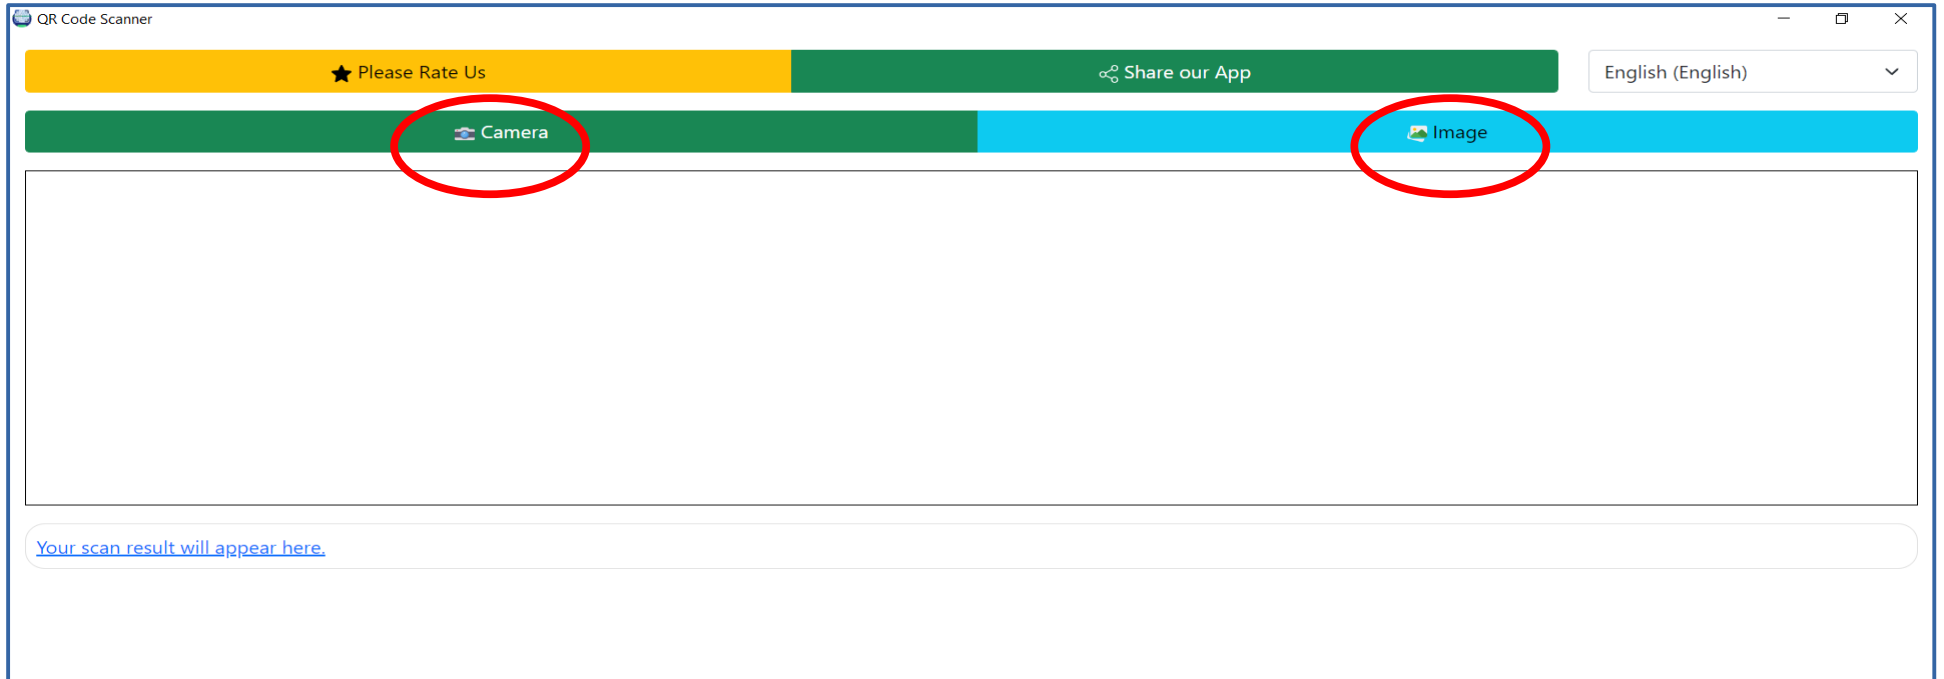 QR Code Scanner
Please Rate Us
Share our App
English (English)
Camera
Image
Your scan result will appear here.